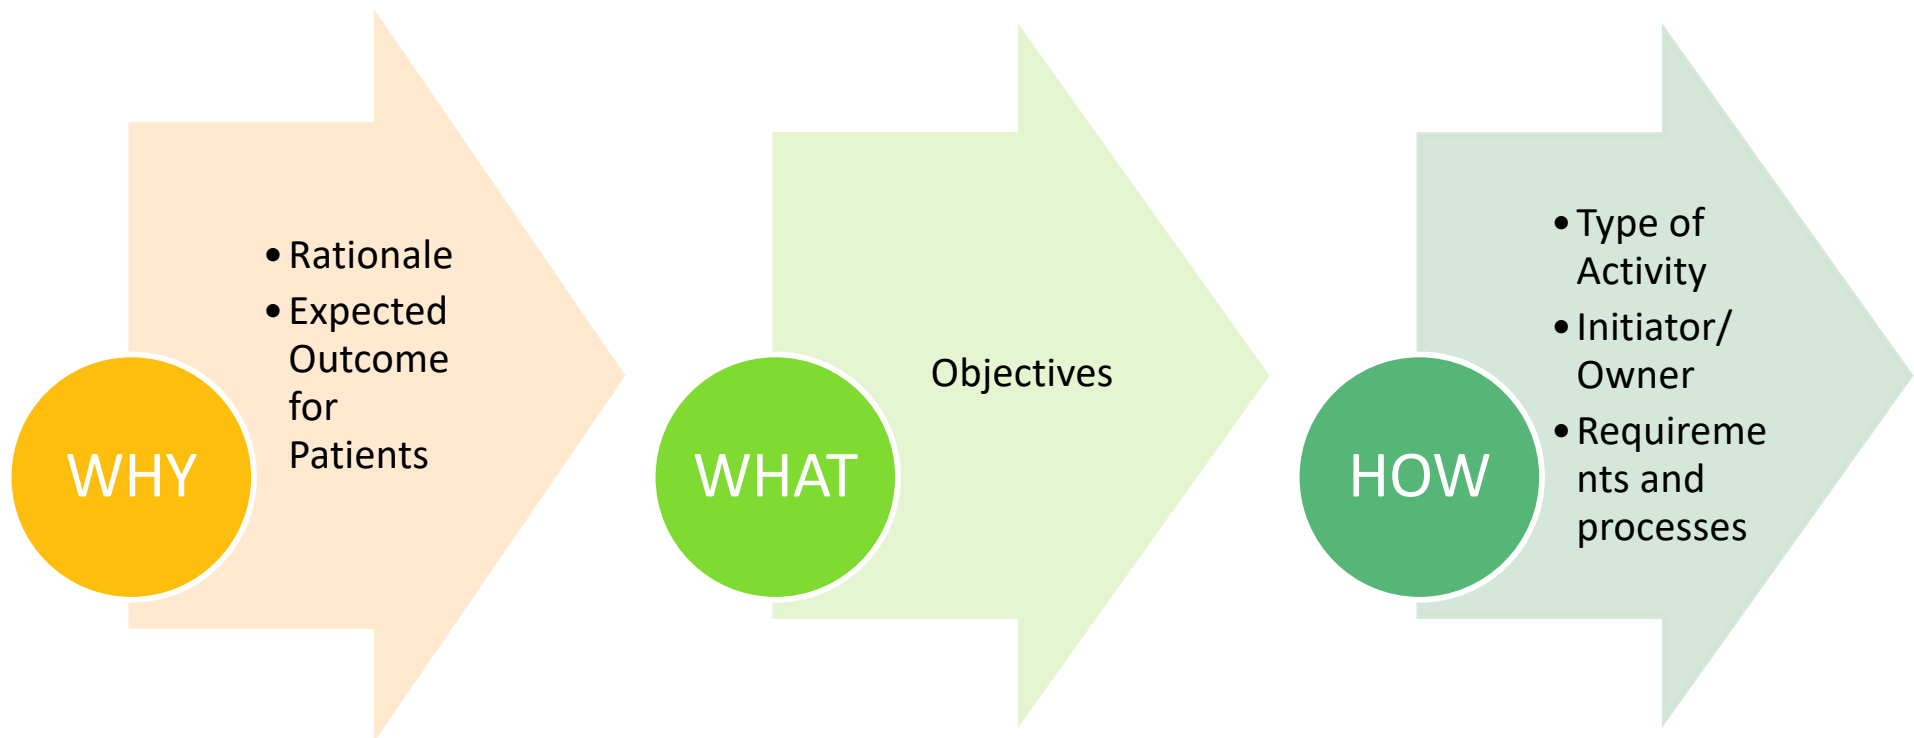 WHY
• Rationale
• Expected
Outcome
for
Patients
WHAT
Objectives
HOW
• Type of
Activity
• Initiator/
Owner
• Requireme
nts and
processes